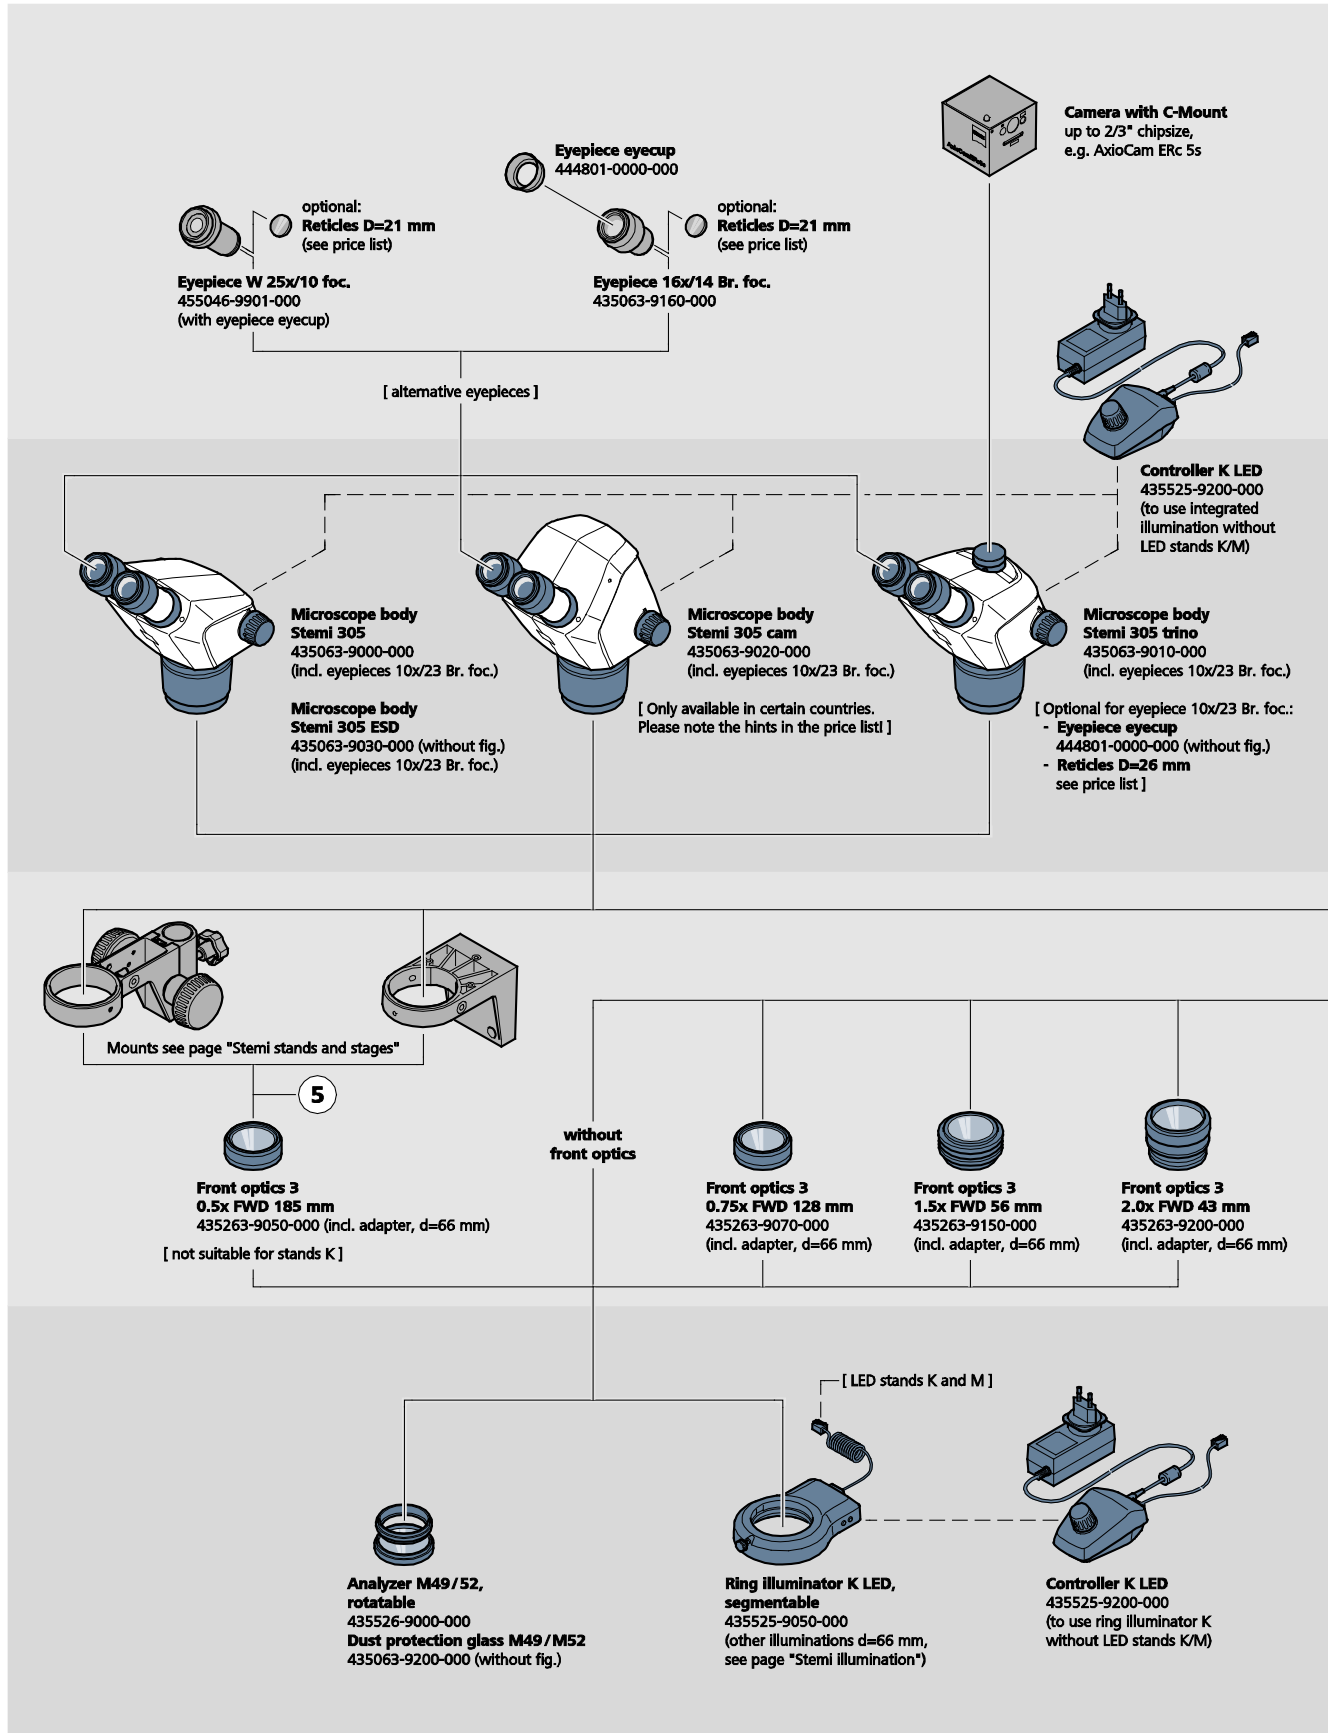 Camera with C-Mount
up to 2/3" chipsize,
e.g. AxioCam ERc 5s
Eyepiece eyecup
444801-0000-000
optional:
Reticles D=21 mm
(see price list)
optional:
Reticles D=21 mm
(see price list)
Eyepiece W 25x/10 foc.
455046-9901-000
(with eyepiece eyecup)
Eyepiece 16x/14 Br. foc.
435063-9160-000
[ alternative eyepieces ]
Controller K LED
435525-9200-000
(to use integrated
illumination without
LED stands K/M)
Microscope body
Stemi 305
435063-9000-000
(incl. eyepieces 10x/23 Br. foc.)
Microscope body
Stemi 305 ESD
435063-9030-000 (without fig.)
(incl. eyepieces 10x/23 Br. foc.)
Microscope body
Stemi 305 cam
435063-9020-000
(incl. eyepieces 10x/23 Br. foc.)
[ Only available in certain countries.
Please note the hints in the price list! ]
Microscope body
Stemi 305 trino
435063-9010-000
(incl. eyepieces 10x/23 Br. foc.)
[ Optional for eyepiece 10x/23 Br. foc.:
- Eyepiece eyecup
444801-0000-000 (without fig.)
- Reticles D=26 mm
see price list ]
Mounts see page "Stemi stands and stages"
5
without
front optics
Front optics 3
0.5x FWD 185 mm
435263-9050-000 (incl. adapter, d=66 mm)
[ not suitable for stands K ]
Front optics 3
0.75x FWD 128 mm
435263-9070-000
(incl. adapter, d=66 mm)
Front optics 3
1.5x FWD 56 mm
435263-9150-000
(incl. adapter, d=66 mm)
Front optics 3
2.0x FWD 43 mm
435263-9200-000
(incl. adapter, d=66 mm)
[ LED stands K and M ]
Analyzer M49/52,
rotatable
435526-9000-000
Dust protection glass M49/M52
435063-9200-000 (without fig.)
Ring illuminator K LED,
segmentable
435525-9050-000
(other illuminations d=66 mm,
see page "Stemi illumination")
Controller K LED
435525-9200-000
(to use ring illuminator K
without LED stands K/M)